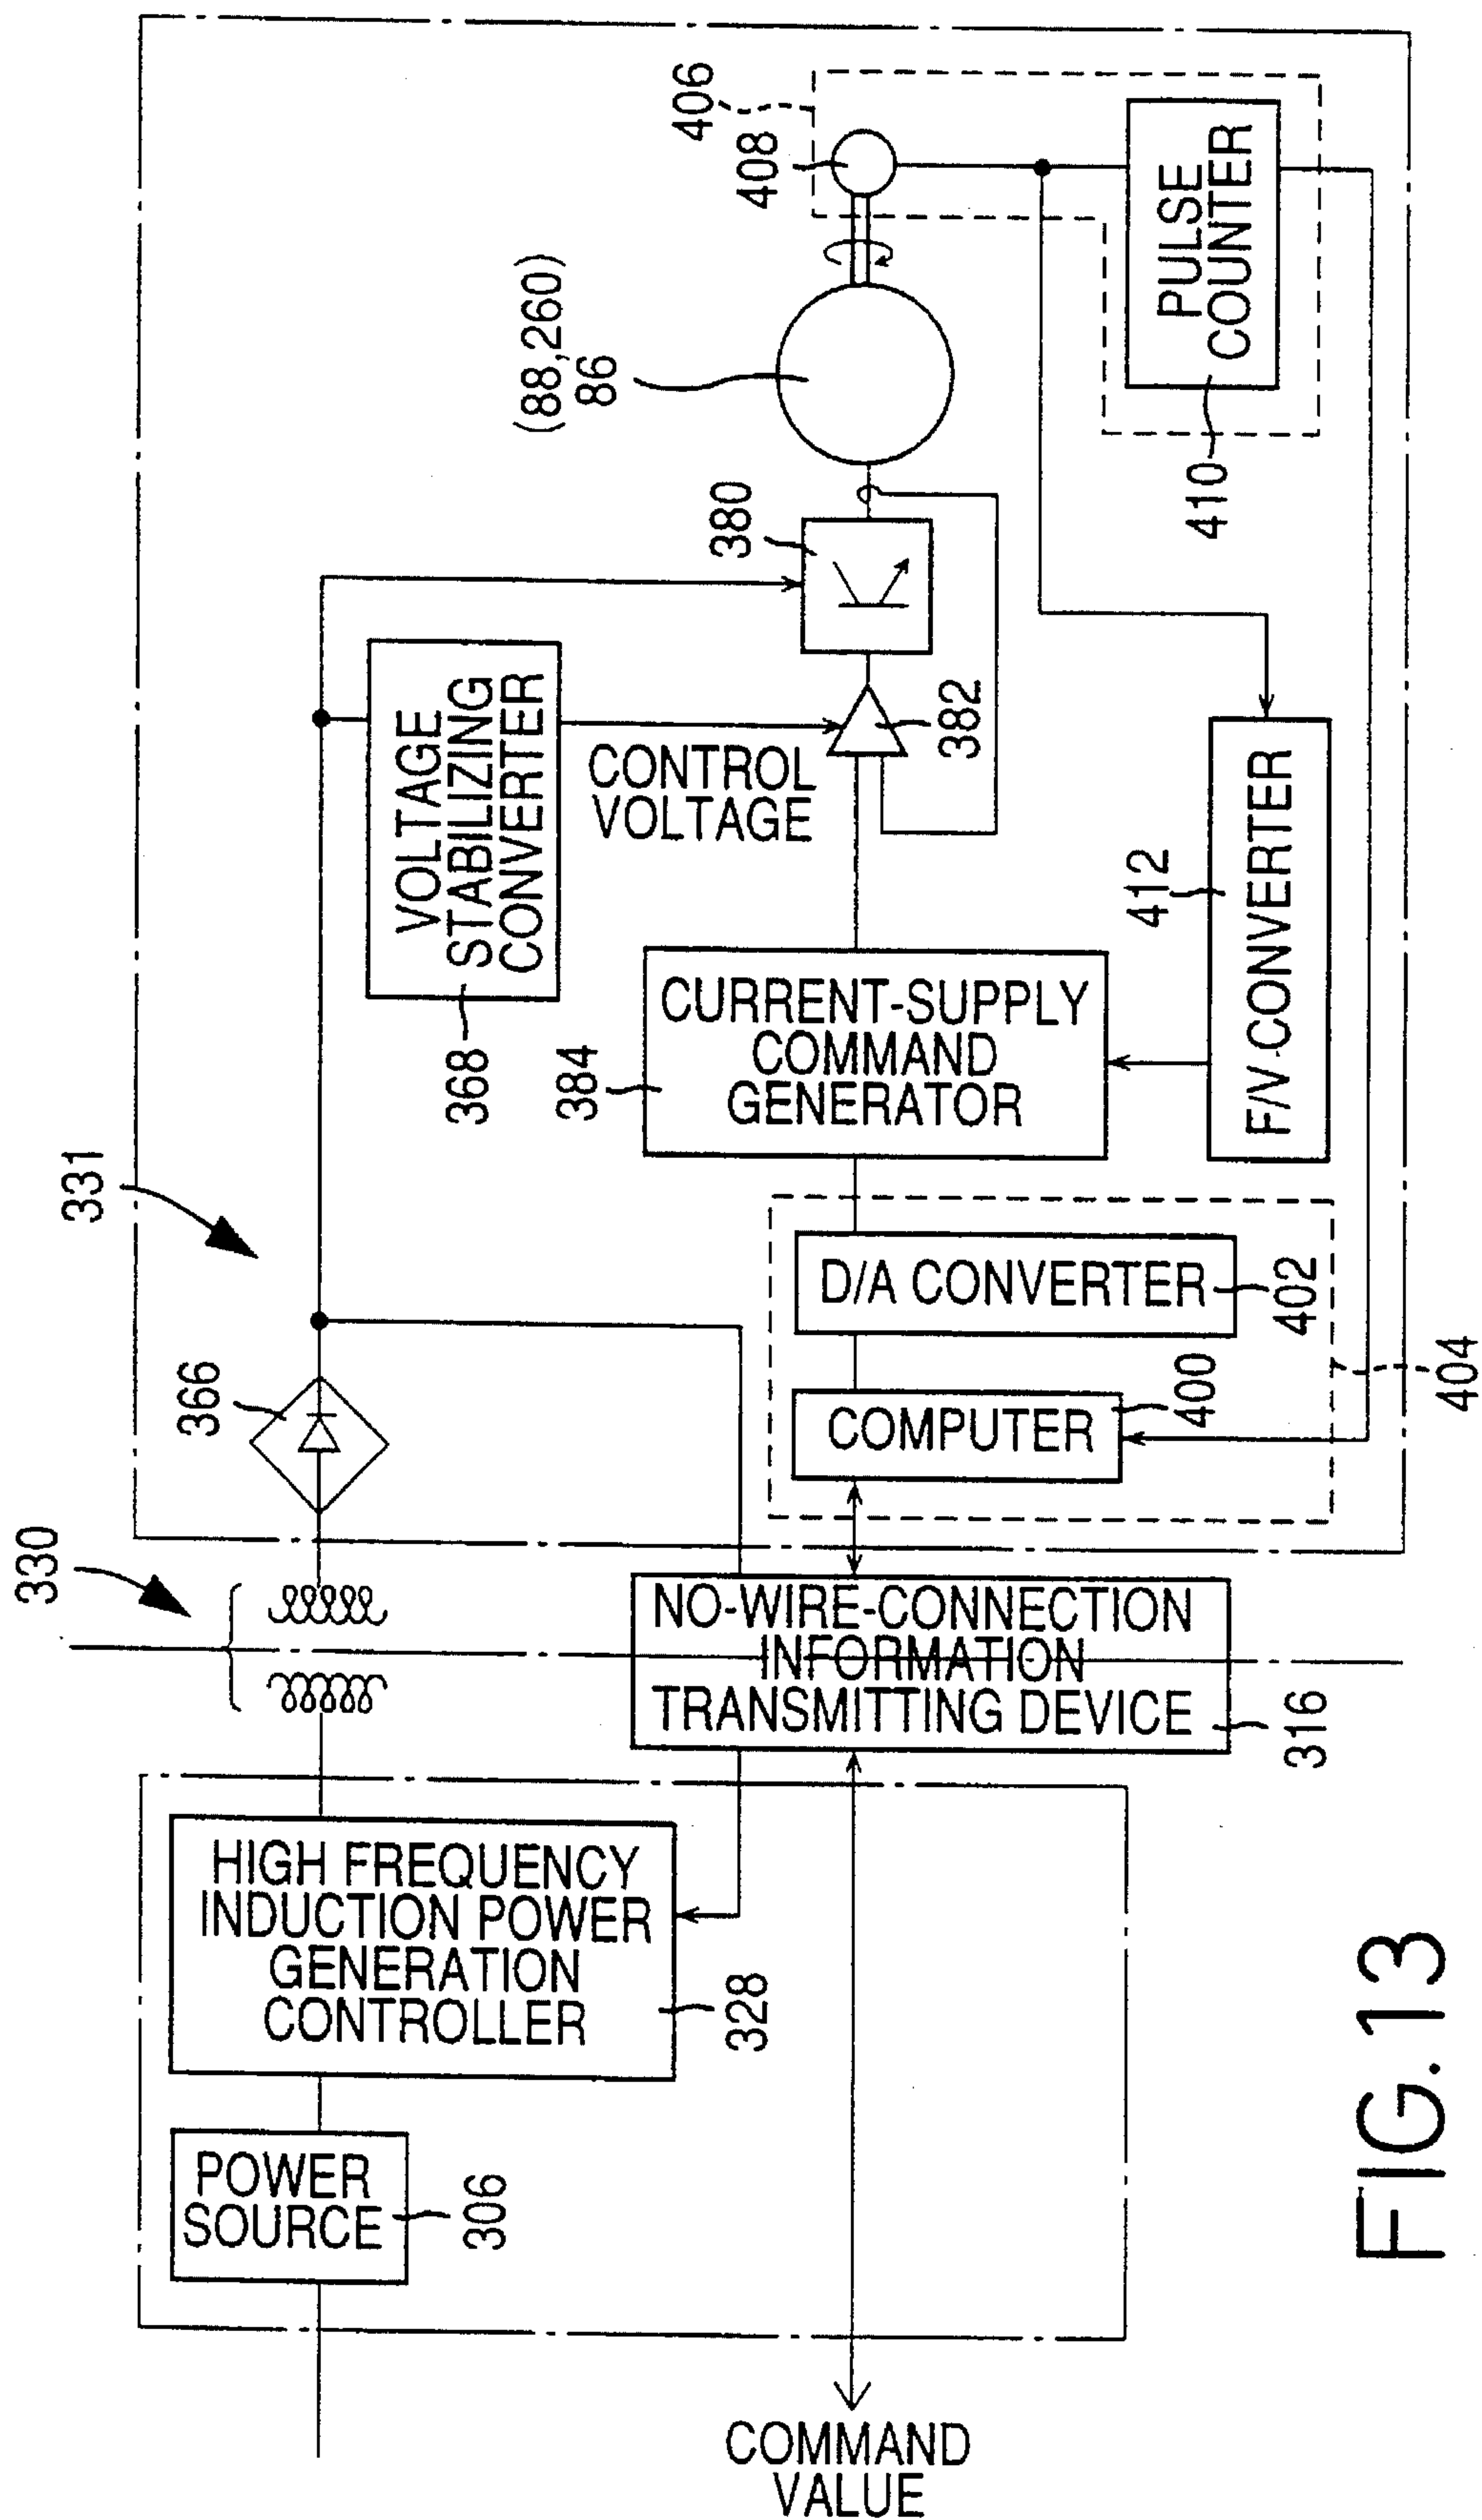 330
331
366
406
408
(88,260)
86
380
VOLTAGE
STABILIZING
CONVERTER
368
CONTROL
VOLTAGE
382
HIGH FREQUENCY
INDUCTION POWER
GENERATION
CONTROLLER
328
POWER
SOURCE
306
NO-WIRE-CONNECTION
INFORMATION
TRANSMITTING DEVICE
316
COMPUTER
400
D/A CONVERTER
402
404
CURRENT-SUPPLY
COMMAND
GENERATOR
384
F/V CONVERTER
412
PULSE
COUNTER
410
COMMAND
VALUE
FIG.13